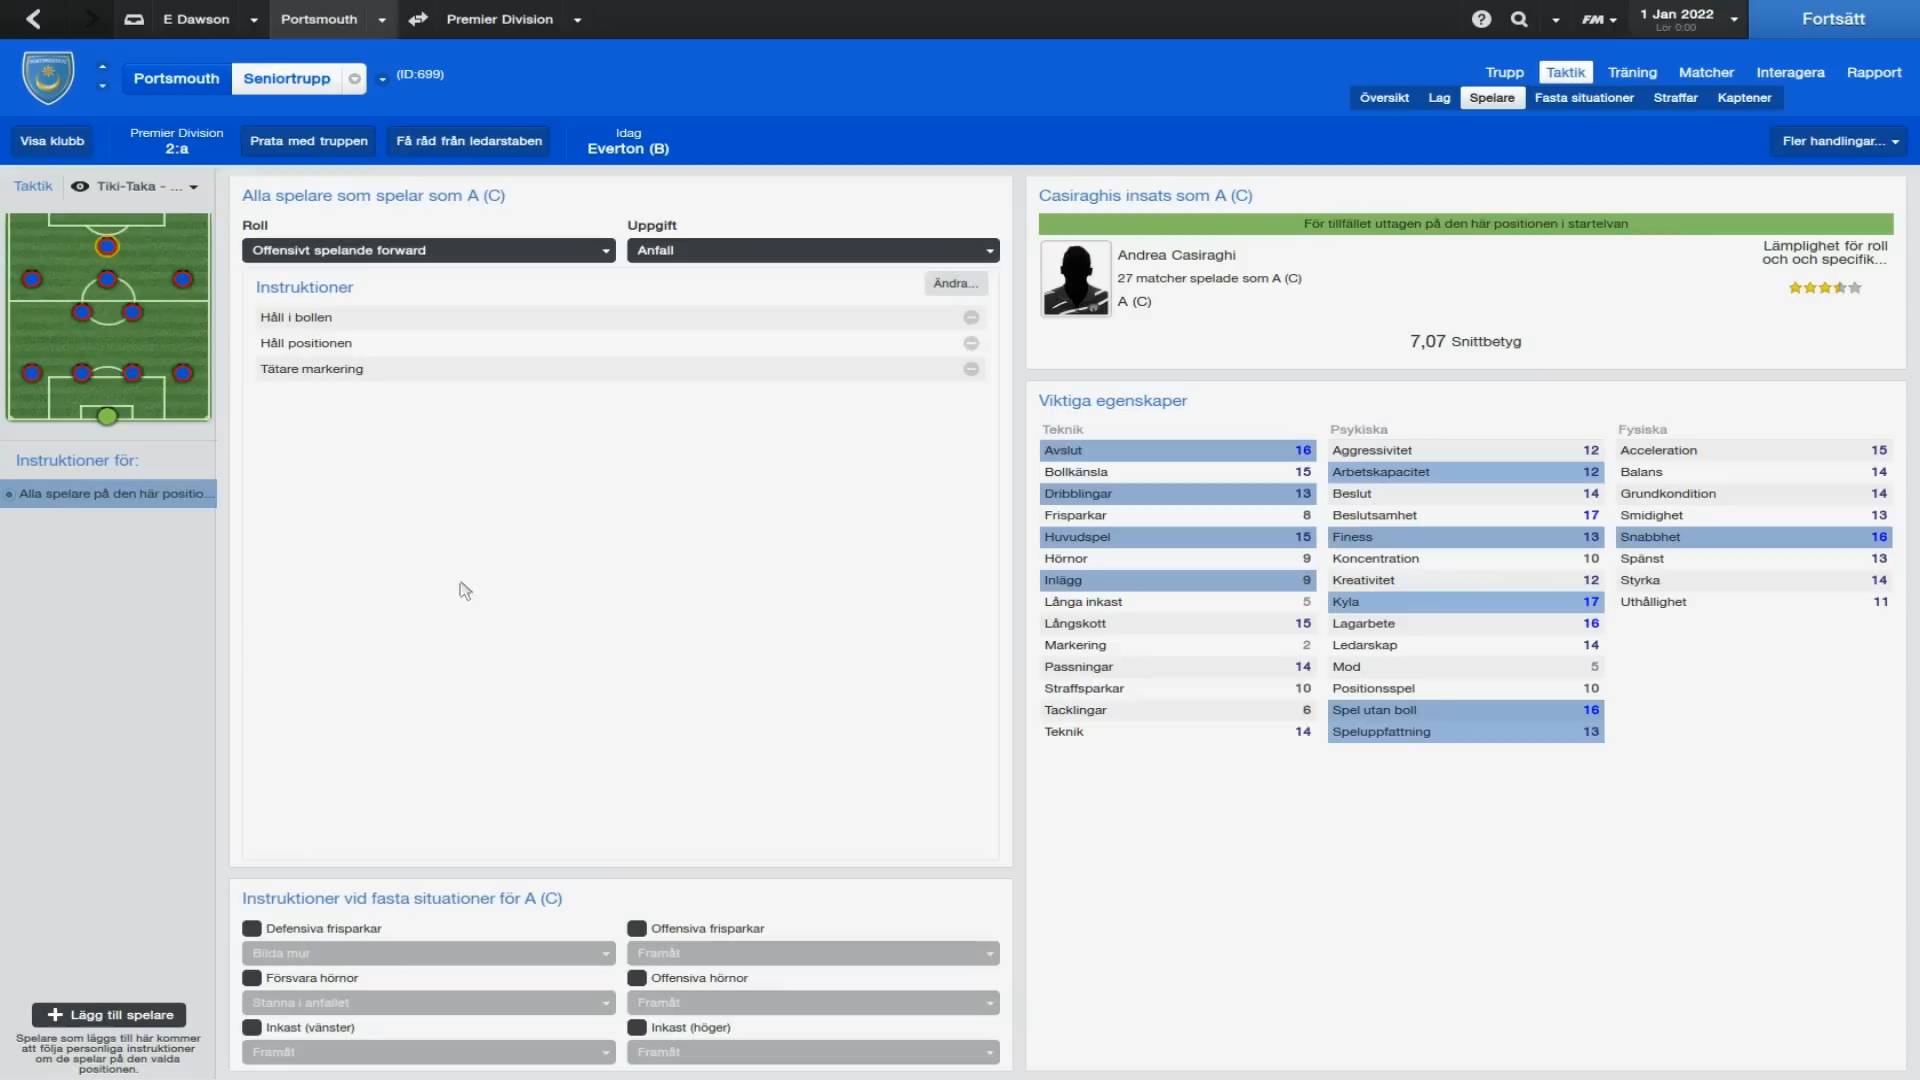 E Dawson
Portsmouth
Premier Division
FM
1 Jan 2022
Lör 0:00
Fortsätt
Portsmouth
Seniortrupp
(ID:699)
Trupp
Taktik
Träning
Matcher
Interagera
Rapport
Översikt
Lag
Spelare
Fasta situationer
Straffar
Kaptener
Visa klubb
Premier Division
2:a
Prata med truppen
Få råd från ledarstaben
Idag
Everton (B)
Fler handlingar...
Taktik
Tiki-Taka - ...
Instruktioner för:
Alla spelare på den här positio...
Lägg till spelare
Spelare som läggs till här kommer
att följa personliga instruktioner
om de spelar på den valda
positionen.
Alla spelare som spelar som A (C)
Roll
Uppgift
Offensivt spelande forward
Anfall
Instruktioner
Ändra...
Håll i bollen
Håll positionen
Tätare markering
Instruktioner vid fasta situationer för A (C)
Defensiva frisparkar
Offensiva frisparkar
Bilda mur
Framåt
Försvara hörnor
Offensiva hörnor
Stanna i anfallet
Framåt
Inkast (vänster)
Inkast (höger)
Framåt
Framåt
Casiraghis insats som A (C)
För tillfället uttagen på den här positionen i startelvan
Andrea Casiraghi
27 matcher spelade som A (C)
A (C)
Lämplighet för roll
och och specifik...
7,07 Snittbetyg
Viktiga egenskaper
Teknik
Avslut 16
Bollkänsla 15
Dribblingar 13
Frisparkar 8
Huvudspel 15
Hörnor 9
Inlägg 9
Långa inkast 5
Långskott 15
Markering 2
Passningar 14
Straffsparkar 10
Tacklingar 6
Teknik 14
Psykiska
Aggressivitet 12
Arbetskapacitet 12
Beslut 14
Beslutsamhet 17
Finess 13
Koncentration 10
Kreativitet 12
Kyla 17
Lagarbete 16
Ledarskap 14
Mod 5
Positionsspel 10
Spel utan boll 16
Speluppfattning 13
Fysiska
Acceleration 15
Balans 14
Grundkondition 14
Smidighet 13
Snabbhet 16
Spänst 13
Styrka 14
Uthållighet 11